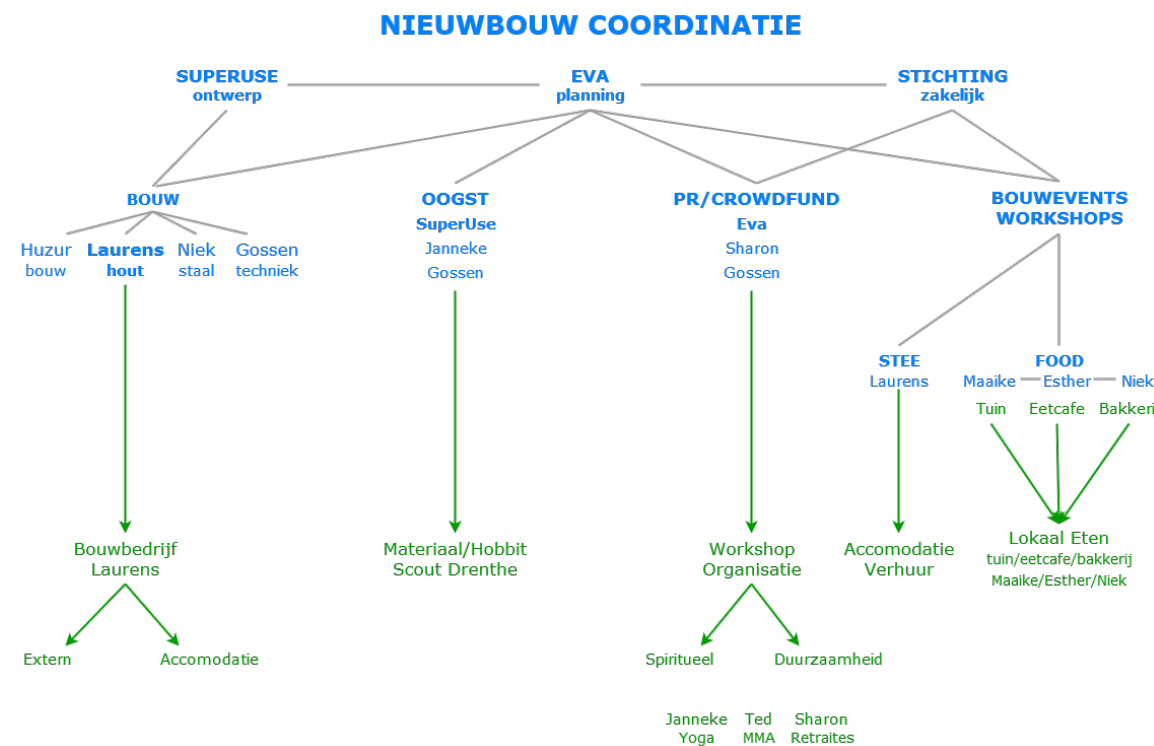 NIEUWBOUW COORDINATIE
SUPERUSE
ontwerp
EVA
planning
STICHTING
zakelijk
BOUW
Huzur
bouw
Laurens
hout
Niek
staal
Gossen
techniek
OOGST
SuperUse
Janneke
Gossen
PR/CROWDFUND
Eva
Sharon
Gossen
BOUWEVENTS
WORKSHOPS
STEE
Laurens
FOOD
Maaike Esther Niek
Tuin Eetcafe Bakkerij
Bouwbedrijf
Laurens
Extern
Accomodatie
Materiaal/Hobbit
Scout Drenthe
Workshop
Organisatie
Spiritueel
Duurzaamheid
Janneke
Yoga
Ted
MMA
Sharon
Retraites
Accomodatie
Verhuur
Lokaal Eten
tuin/eetcafe/bakkerij
Maaike/Esther/Niek